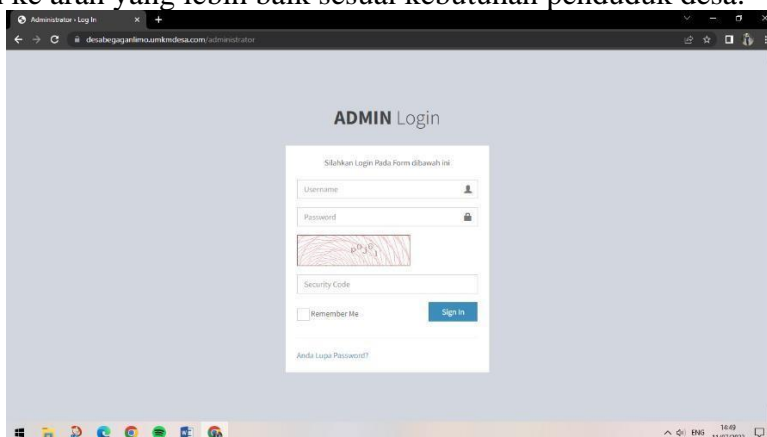 ke arah yang lebih baik sesuai kebutuhan penduduk desa.
Administrator › Log In
desabegaganlimo.umkmdesa.com/administrator
ADMIN Login
Silahkan Login Pada Form dibawah ini
Username
Password
Security Code
Remember Me
Sign In
Anda Lupa Password?
ENG
14:49